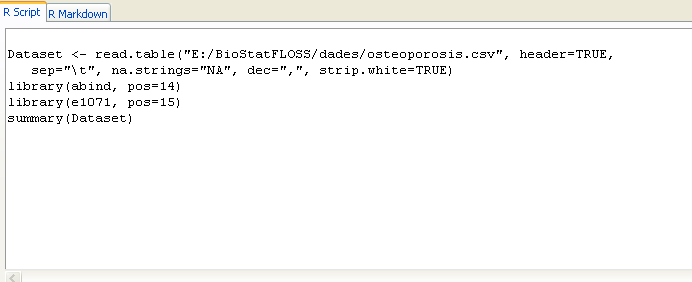 R Script R Markdown
Dataset <- read.table("E:/BioStatFLOSS/dades/osteoporosis.csv", header=TRUE,
sep="\t", na.strings="NA", dec=",", strip.white=TRUE)
library(abind, pos=14)
library(e1071, pos=15)
summary(Dataset)